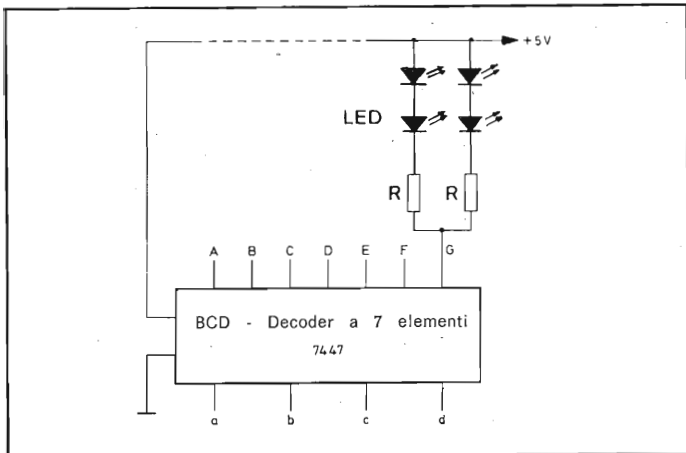 +5V
LED
R R
A B C D E F G
BCD - Decoder a 7 elementi
7447
a b c d